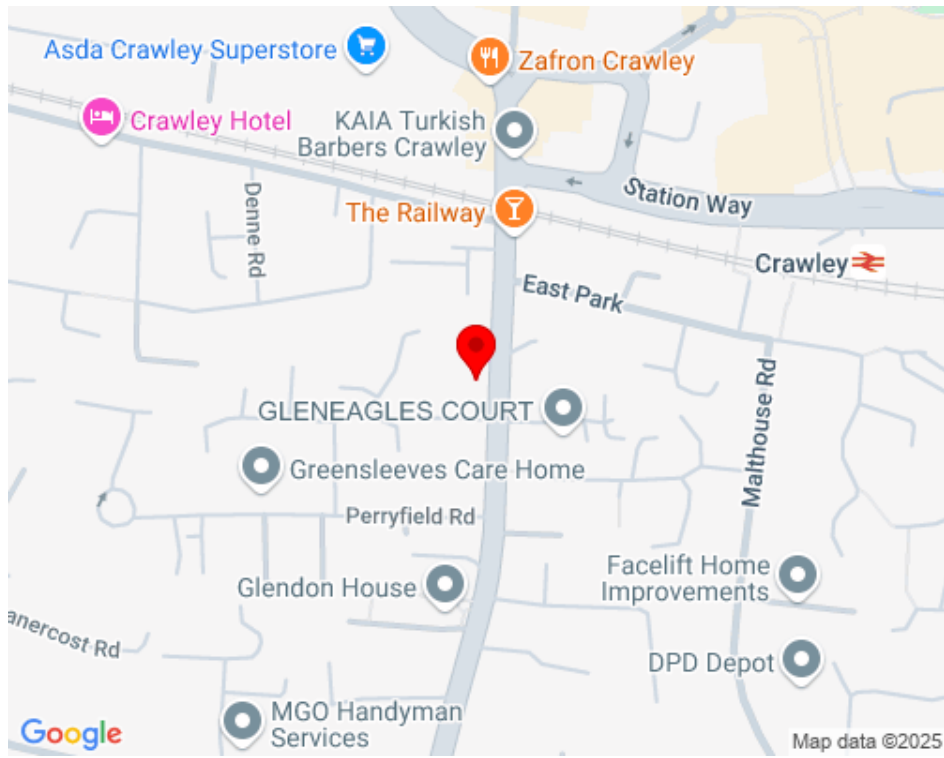 Asda Crawley Superstore
Zafron Crawley
Crawley Hotel
KAIA Turkish
Barbers Crawley
Station Way
Denne Rd
The Railway
Crawley
East Park
GLENEAGLES COURT
Malthouse Rd
Greensleeves Care Home
Perryfield Rd
Facelift Home
Improvements
Glendon House
anercost Rd
DPD Depot
MGO Handyman
Services
Google
Map data ©2025